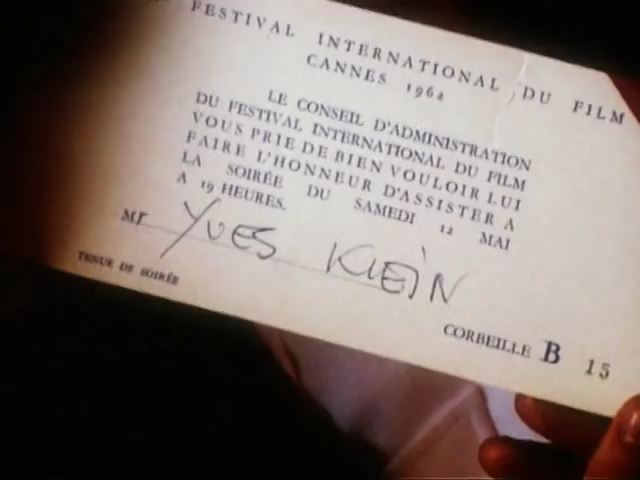 FESTIVAL INTERNATIONAL DU FILM
CANNES 1962
LE CONSEIL D'ADMINISTRATION
DU FESTIVAL INTERNATIONAL DU FILM
VOUS PRIE DE BIEN VOULOIR LUI
FAIRE L'HONNEUR D'ASSISTER A
LA SOIRÉE DU SAMEDI 12 MAI
A 19 HEURES.
Mr YVES KLEIN
TENUE DE SOIRÉE
CORBEILLE B 15